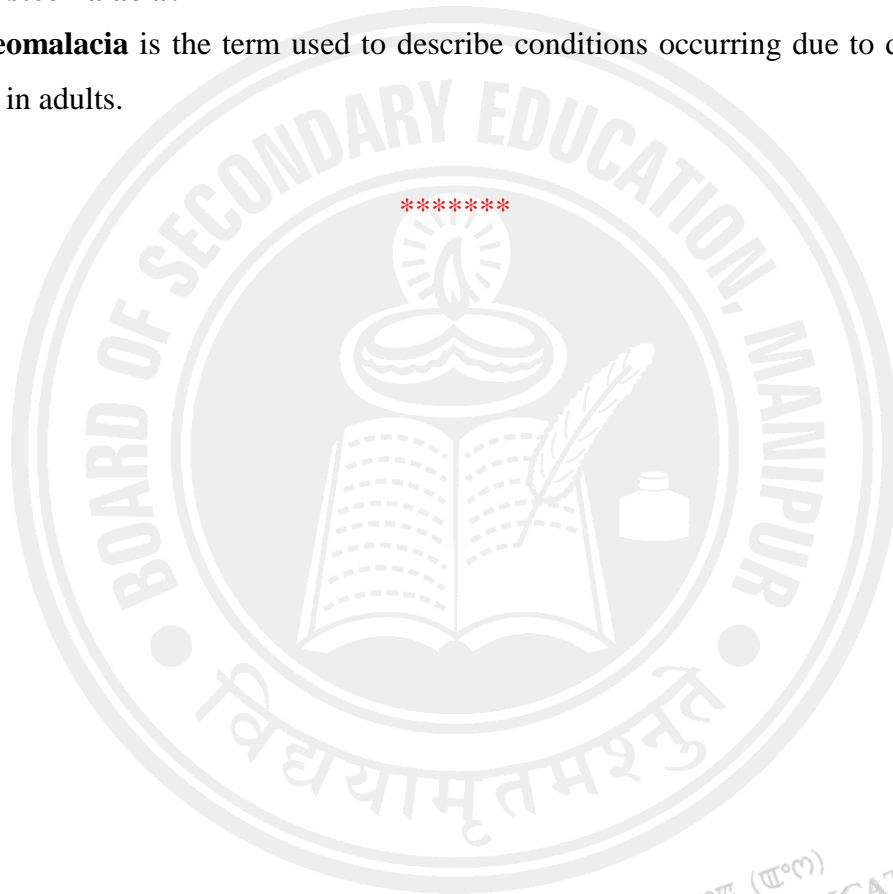 eomalacia is the term used to describe conditions occurring due to
in adults.
*******
BOARD OF SECONDARY EDUCATION, MANIPUR
विद्ययामृतमश्नुते